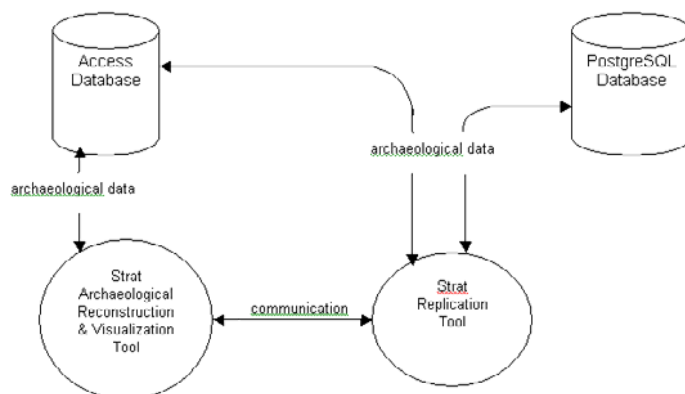 Access
Database
PostgreSQL
Database
archaeological data
archaeological data
Strat
Archaeological
Reconstruction
& Visualization
Tool
communication
Strat
Replication
Tool